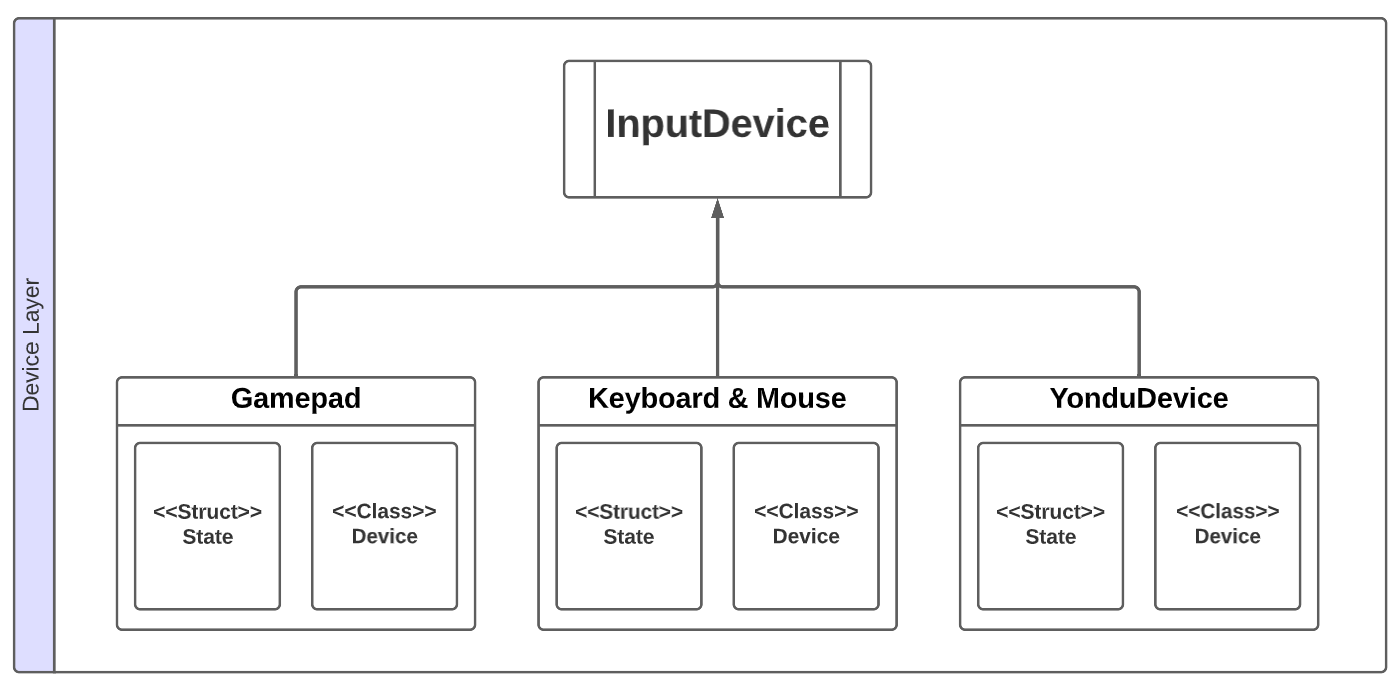 Device Layer
InputDevice
Gamepad
<<Struct>>
State
<<Class>>
Device
Keyboard & Mouse
<<Struct>>
State
<<Class>>
Device
YonduDevice
<<Struct>>
State
<<Class>>
Device